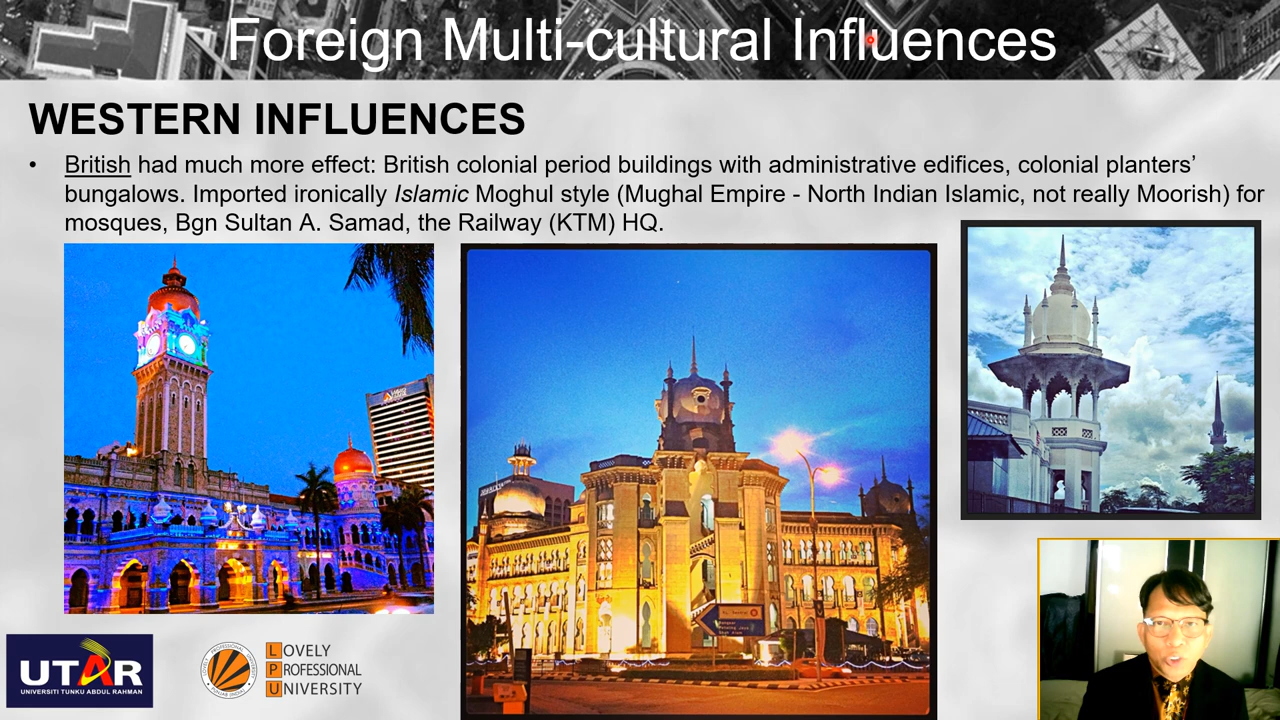 Foreign Multi-cultural Influences
WESTERN INFLUENCES
• British had much more effect: British colonial period buildings with administrative edifices, colonial planters’
bungalows. Imported ironically Islamic Moghul style (Mughal Empire - North Indian Islamic, not really Moorish) for
mosques, Bgn Sultan A. Samad, the Railway (KTM) HQ.
UTAR
UNIVERSITI TUNKU ABDUL RAHMAN
LOVELY
PROFESSIONAL
UNIVERSITY